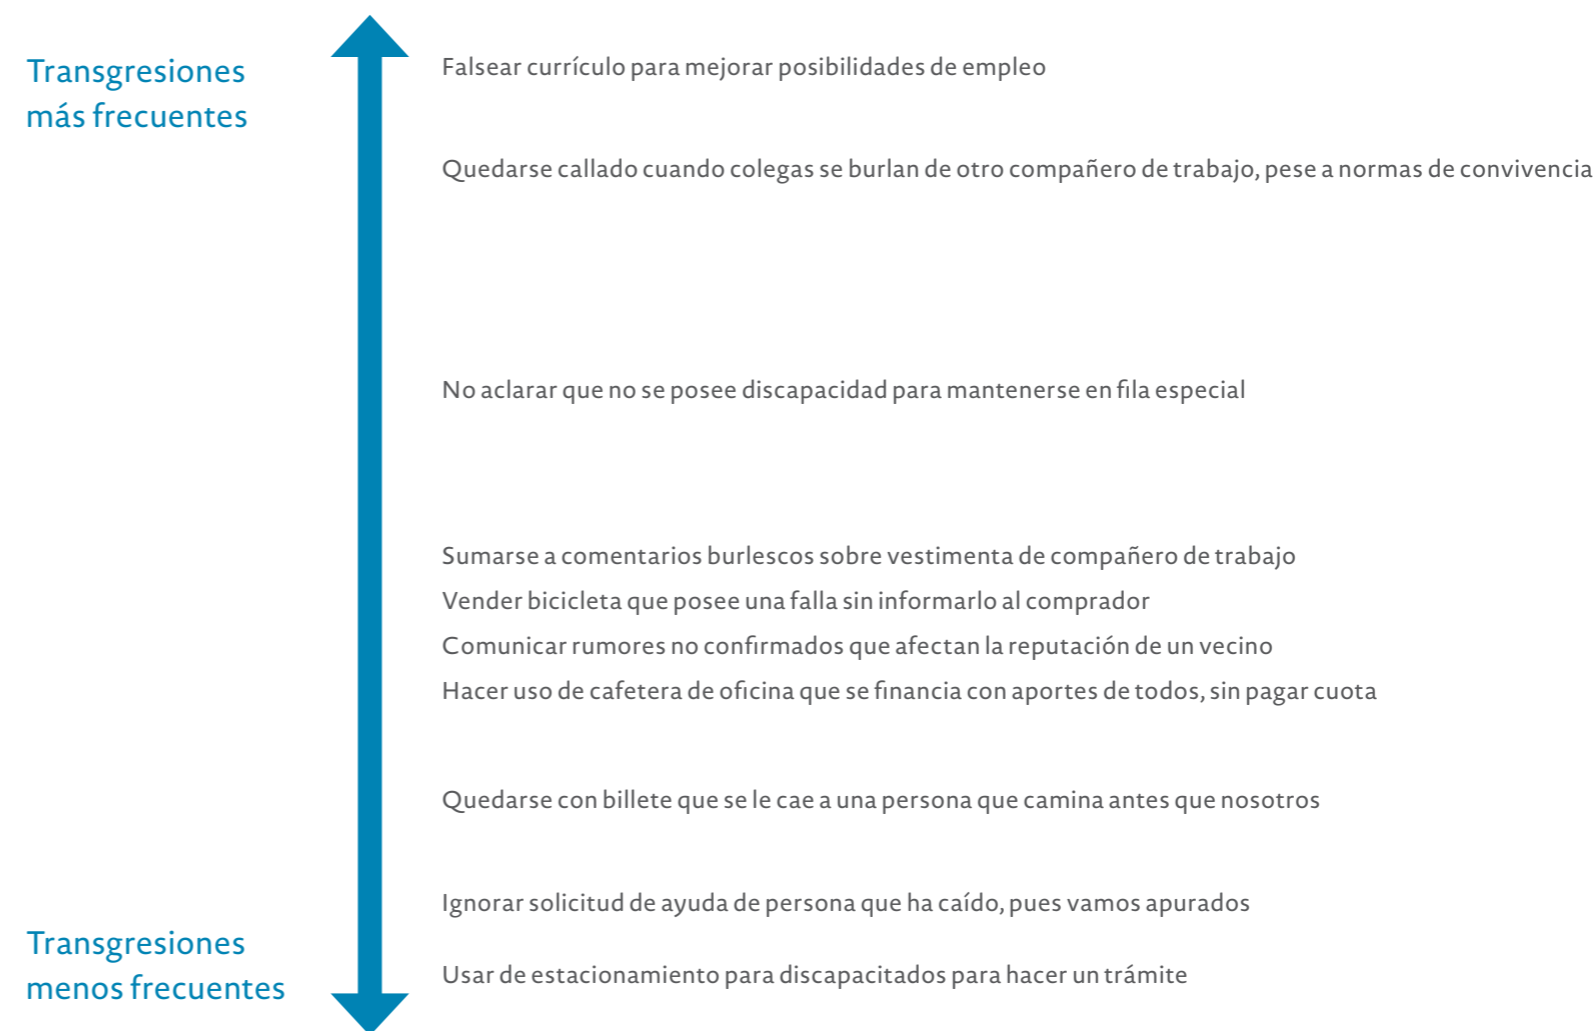 Transgresiones
más frecuentes
Falsear currículo para mejorar posibilidades de empleo
Quedarse callado cuando colegas se burlan de otro compañero de trabajo, pese a normas de convivencia
No aclarar que no se posee discapacidad para mantenerse en fila especial
Sumarse a comentarios burlescos sobre vestimenta de compañero de trabajo
Vender bicicleta que posee una falla sin informarlo al comprador
Comunicar rumores no confirmados que afectan la reputación de un vecino
Hacer uso de cafetera de oficina que se financia con aportes de todos, sin pagar cuota
Quedarse con billete que se le cae a una persona que camina antes que nosotros
Ignorar solicitud de ayuda de persona que ha caído, pues vamos apurados
Transgresiones
menos frecuentes
Usar de estacionamiento para discapacitados para hacer un trámite